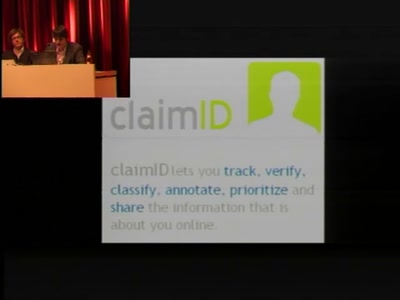 claimID
claimID lets you track, verify,
classify, annotate, prioritize and
share the information that is
about you online.